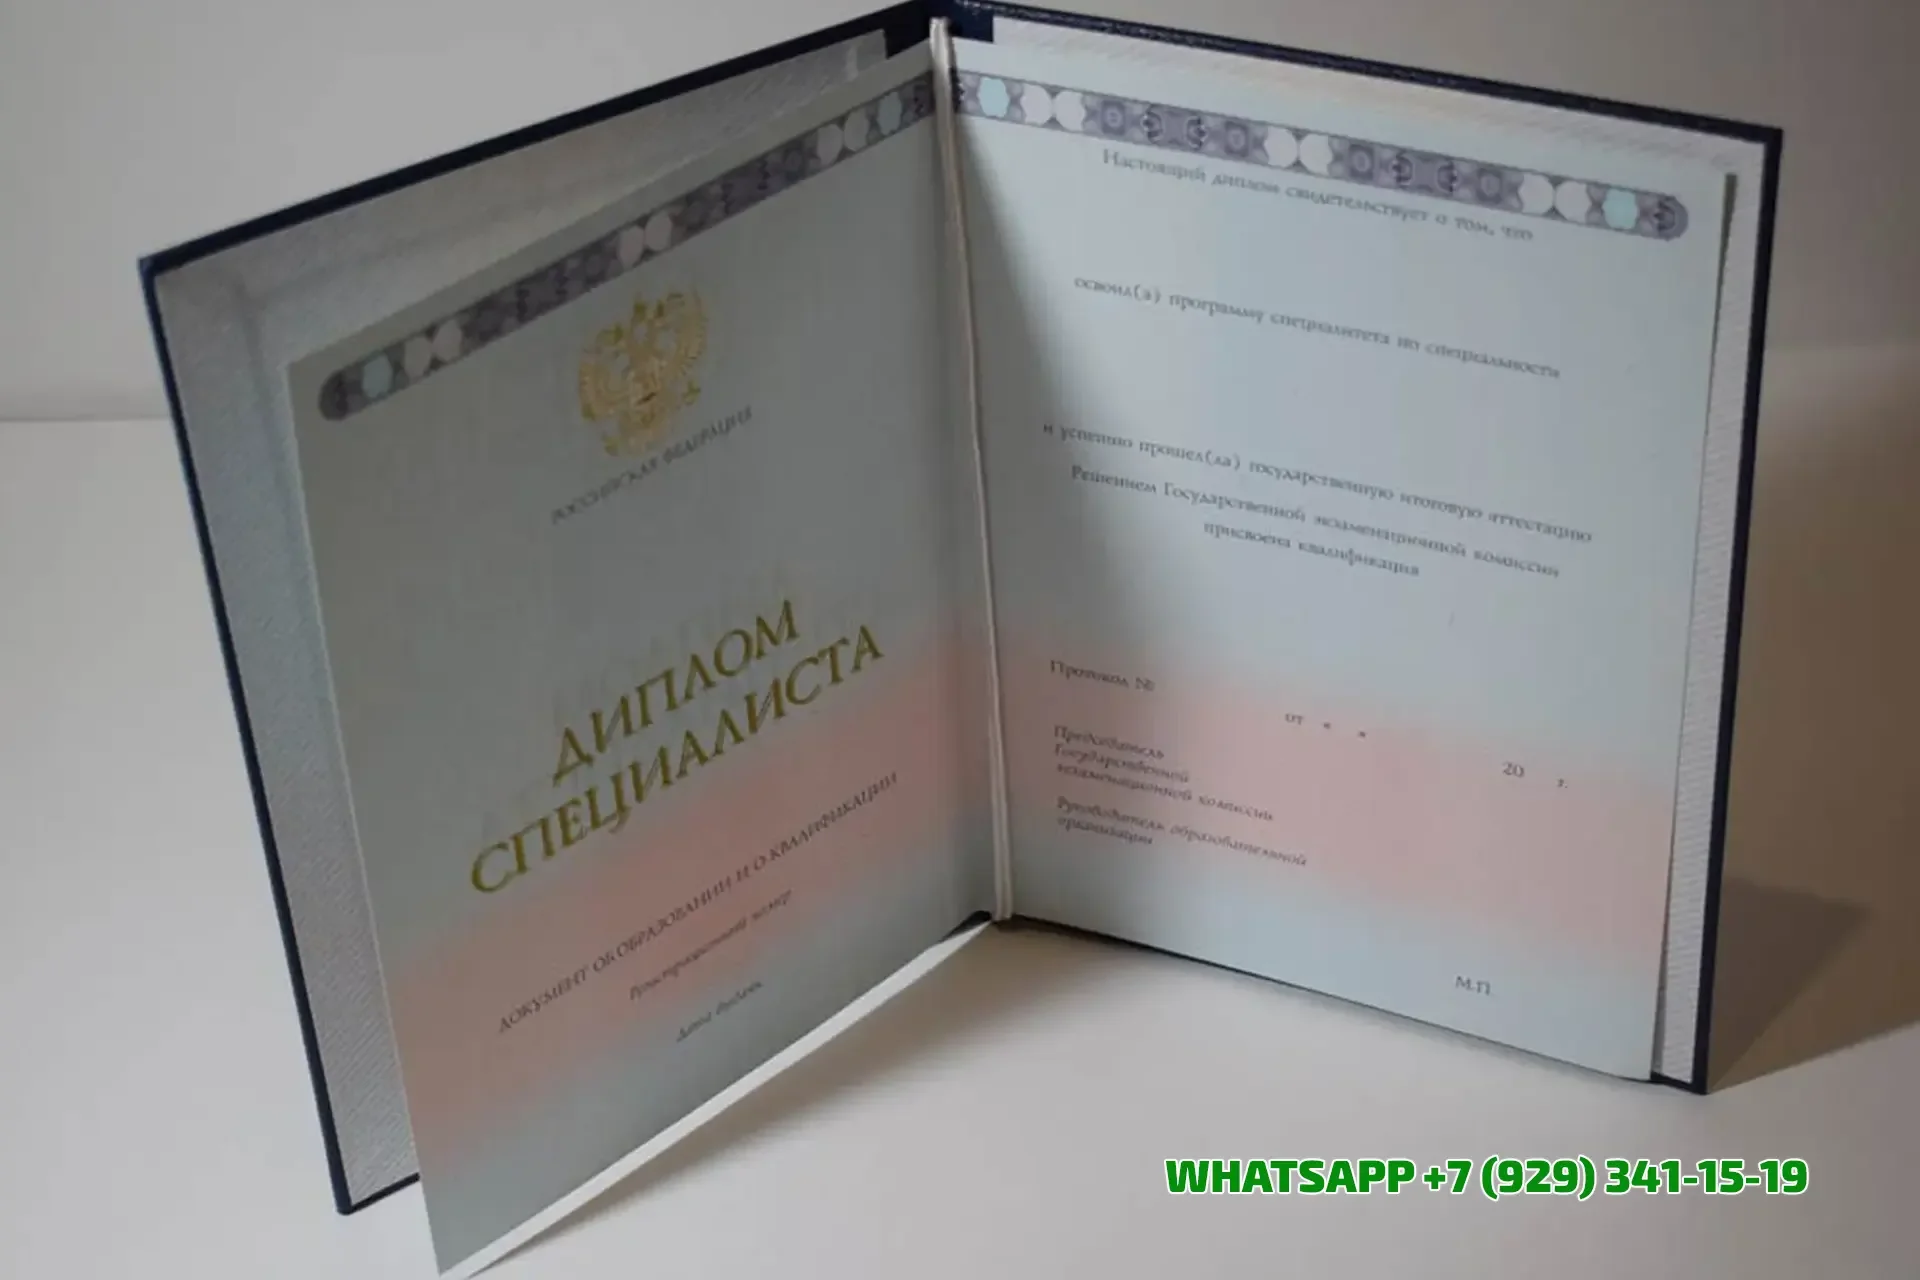 РОССИЙСКАЯ ФЕДЕРАЦИЯ
ДИПЛОМ
СПЕЦИАЛИСТА
ДОКУМЕНТ ОБ ОБРАЗОВАНИИ И О КВАЛИФИКАЦИИ
Регистрационный номер
Дата выдачи
Настоящий диплом свидетельствует о том, что
освоил(а) программу специалитета по специальности
и успешно прошел(ла) государственную итоговую аттестацию
Решением Государственной экзаменационной комиссии
присвоена квалификация
Протокол №
от « »
20 г.
Председатель
Государственной
экзаменационной комиссии
Руководитель образовательной
организации
М.П.
WHATSAPP +7 (929) 341-15-19